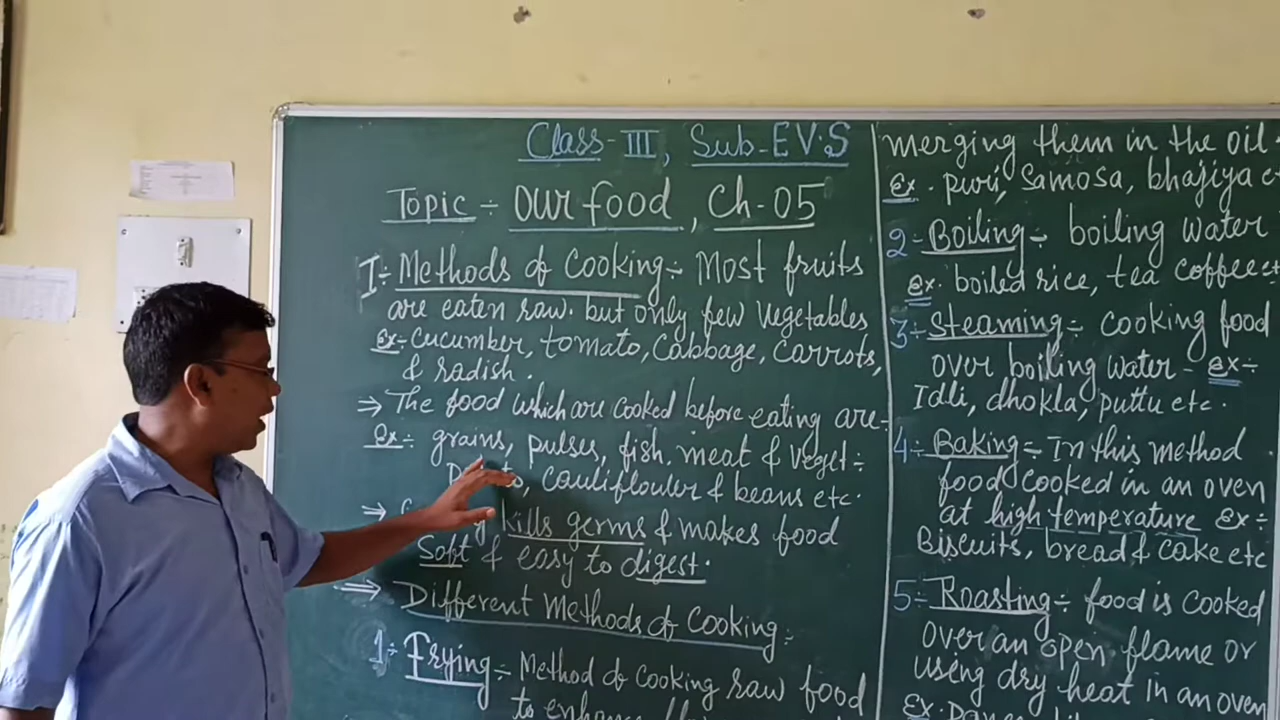 Class-III, Sub-E.V.S
Topic ÷ Our food, Ch-05
I÷ Methods of Cooking÷ Most fruits
are eaten raw. but only few vegetables
Ex÷ Cucumber, tomato, Cabbage, Carrots,
& radish.
⇒ The food which are cooked before eating are-
Ex÷ grains, pulses, fish, meat & veget÷
Cauliflouler & beans etc.
⇒ kills germs & makes food
Soft & easy to digest.
⇒ Different Methods of Cooking÷
1÷ Frying÷ Method of Cooking raw food
to enhance
merging them in the oil.
Ex. puri, Samosa, bhajiya
2÷ Boiling÷ boiling water
Ex. boiled rice, tea coffee
3÷ Steaming÷ cooking food
over boiling water- ex÷
Idli, dhokla, puttu etc.
4÷ Baking÷ In this method
food cooked in an oven
at high temperature Ex÷
Biscuits, bread & Cake etc
5÷ Roasting÷ food is cooked
over an open flame or
using dry heat in an oven
Ex.